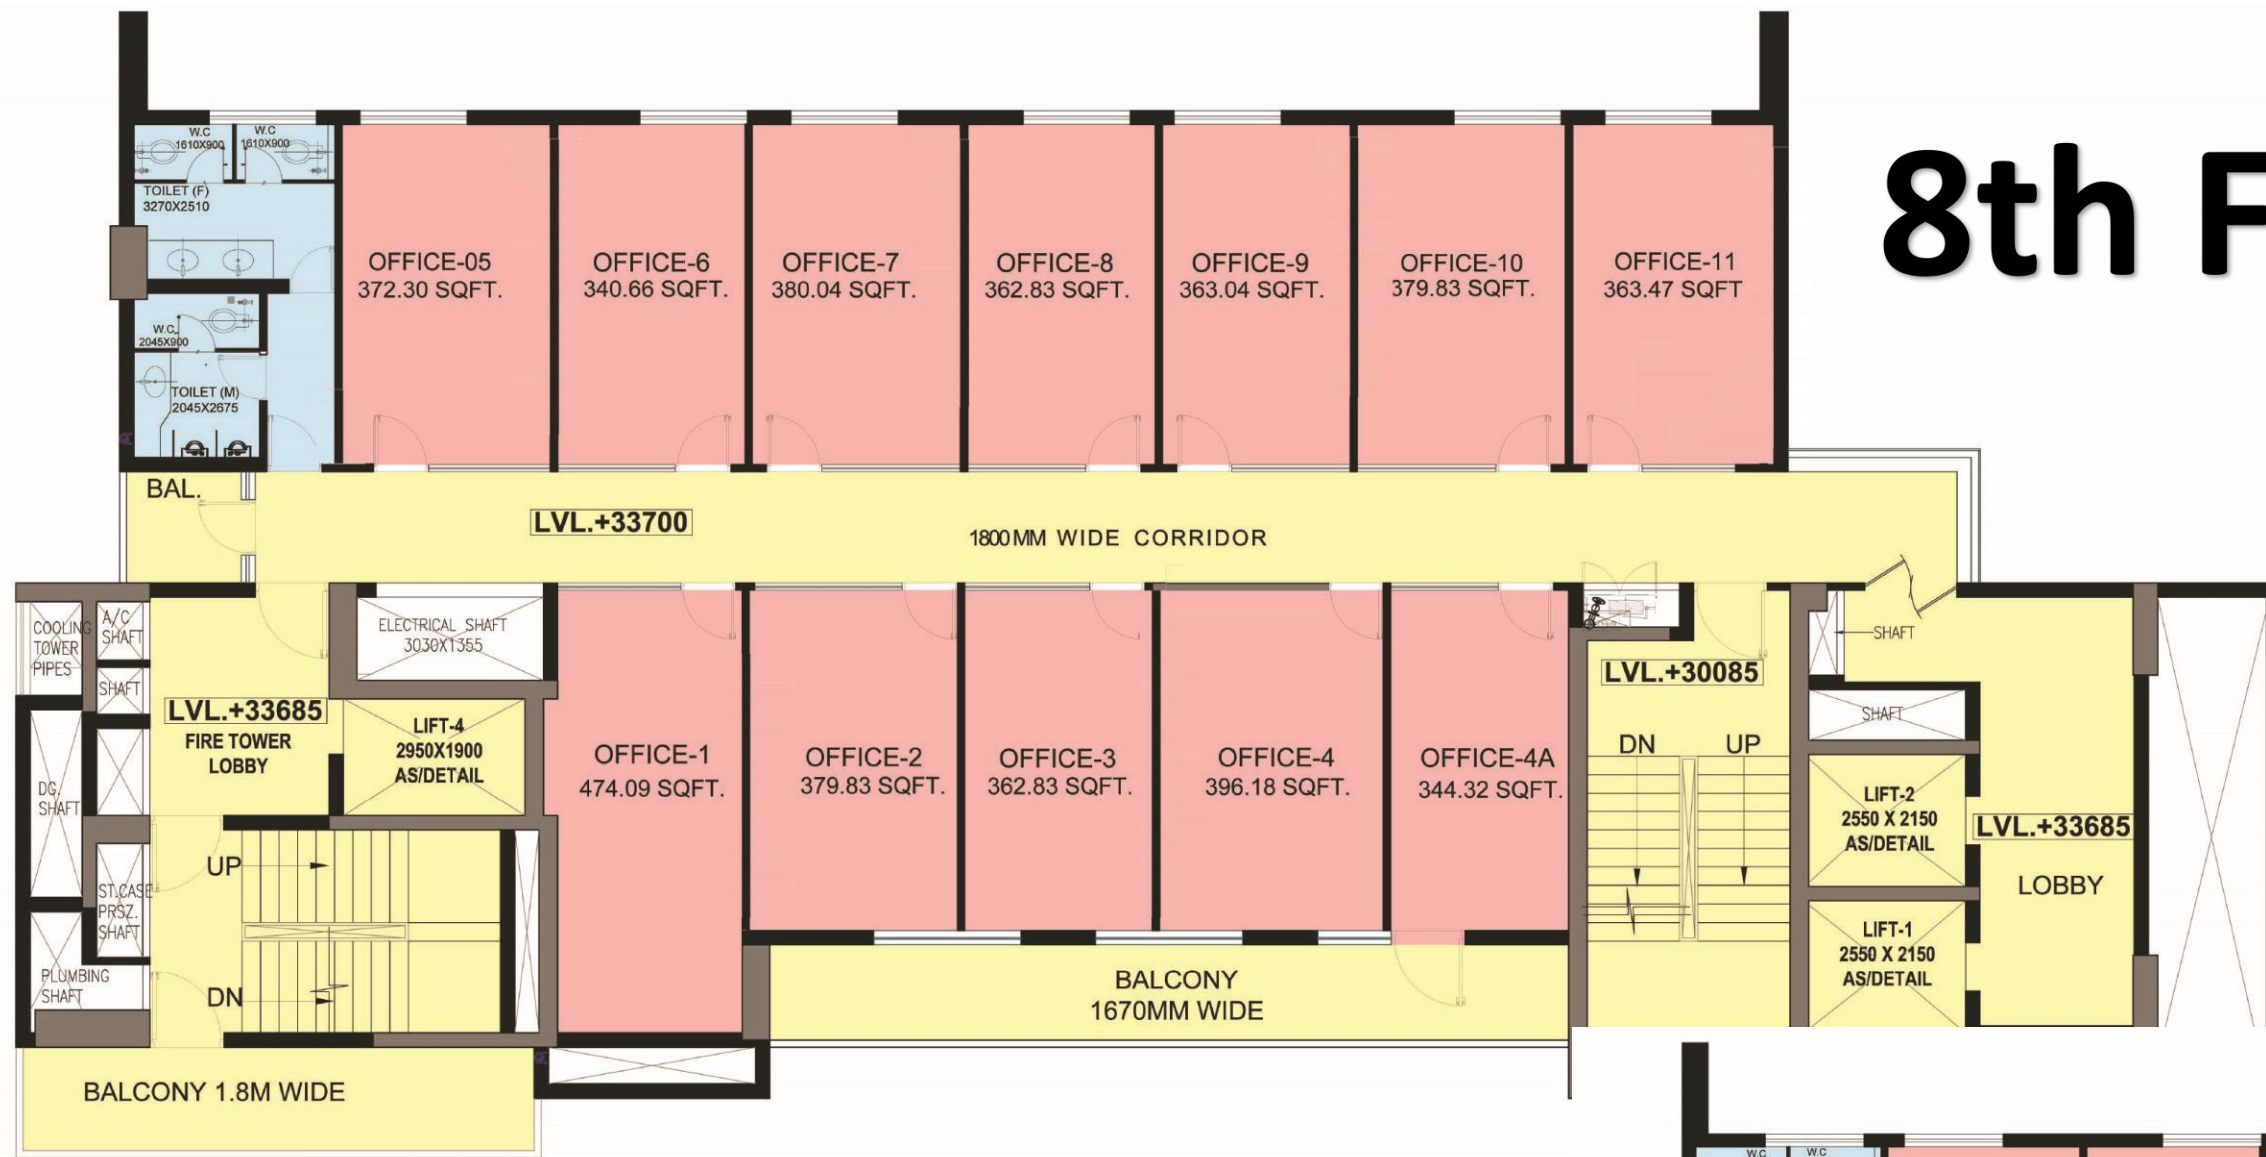 8th F
W.C
1610X900
W.C
1610X900
TOILET (F)
3270X2510
W.C.
2045X900
TOILET (M)
2045X2675
OFFICE-05
372.30 SQFT.
OFFICE-6
340.66 SQFT.
OFFICE-7
380.04 SQFT.
OFFICE-8
362.83 SQFT.
OFFICE-9
363.04 SQFT.
OFFICE-10
379.83 SQFT.
OFFICE-11
363.47 SQFT
BAL.
LVL.+33700
1800MM WIDE CORRIDOR
COOLING
TOWER
PIPES
A/C
SHAFT
SHAFT
ELECTRICAL SHAFT
3030X1355
LVL.+33685
FIRE TOWER
LOBBY
LIFT-4
2950X1900
AS/DETAIL
DG.
SHAFT
UP
ST.CASE
PRSZ.
SHAFT
PLUMBING
SHAFT
DN
BALCONY 1.8M WIDE
OFFICE-1
474.09 SQFT.
OFFICE-2
379.83 SQFT.
OFFICE-3
362.83 SQFT.
OFFICE-4
396.18 SQFT.
OFFICE-4A
344.32 SQFT.
BALCONY
1670MM WIDE
LVL.+30085
DN UP
SHAFT
SHAFT
LIFT-2
2550 X 2150
AS/DETAIL
LVL.+33685
LOBBY
LIFT-1
2550 X 2150
AS/DETAIL
W.C
W.C